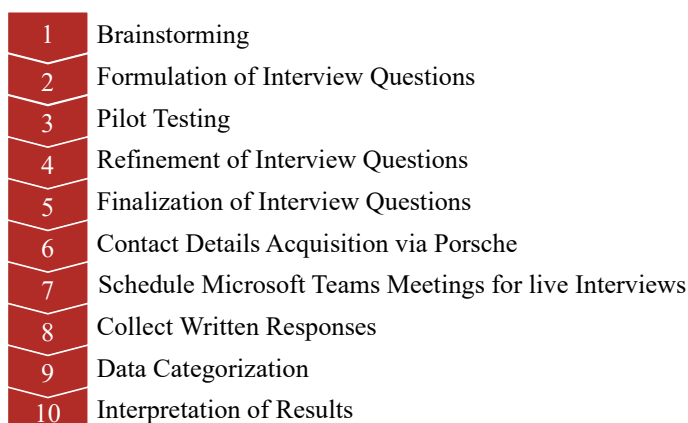 1 Brainstorming
2 Formulation of Interview Questions
3 Pilot Testing
4 Refinement of Interview Questions
5 Finalization of Interview Questions
6 Contact Details Acquisition via Porsche
7 Schedule Microsoft Teams Meetings for live Interviews
8 Collect Written Responses
9 Data Categorization
10 Interpretation of Results